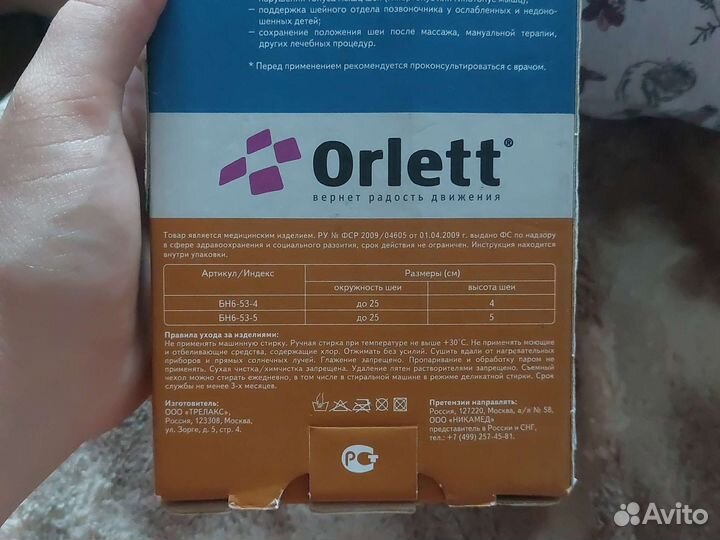 – поддержка шейного отдела позвоночника у ослабленных и недоно-
шенных детей;
– сохранение положения шеи после массажа, мануальной терапии,
других лечебных процедур.
* Перед применением рекомендуется проконсультироваться с врачом.
Orlett®
вернет радость движения
Товар является медицинским изделием. РУ № ФСР 2009/04605 от 01.04.2009 г. выдано ФС по надзору
в сфере здравоохранения и социального развития, срок действия не ограничен. Инструкция находится
внутри упаковки.
Артикул/Индекс Размеры (см)
окружность шеи высота шеи
БН6-53-4 до 25 4
БН6-53-5 до 25 5
Правила ухода за изделиями:
Не применять машинную стирку. Ручная стирка при температуре не выше +30°С. Не применять моющие
и отбеливающие средства, содержащие хлор. Отжимать без усилий. Сушить вдали от нагревательных
приборов и прямых солнечных лучей. Глажение запрещено. Пропаривание и обработку паром не
применять. Сухая чистка/химчистка запрещена. Удаление пятен растворителями запрещено. Съемный
чехол можно стирать ежедневно, в том числе в стиральной машине в режиме деликатной стирки. Срок
службы не менее 3-х месяцев.
Изготовитель:
ООО «ТРЕЛАКС»,
Россия, 123308, Москва,
ул. Зорге, д. 5, стр. 4.
Претензии направлять:
Россия, 127220, Москва, а/я № 58,
ООО «НИКАМЕД»
представитель в России и СНГ,
тел.: +7 (499) 257-45-81.
Avito